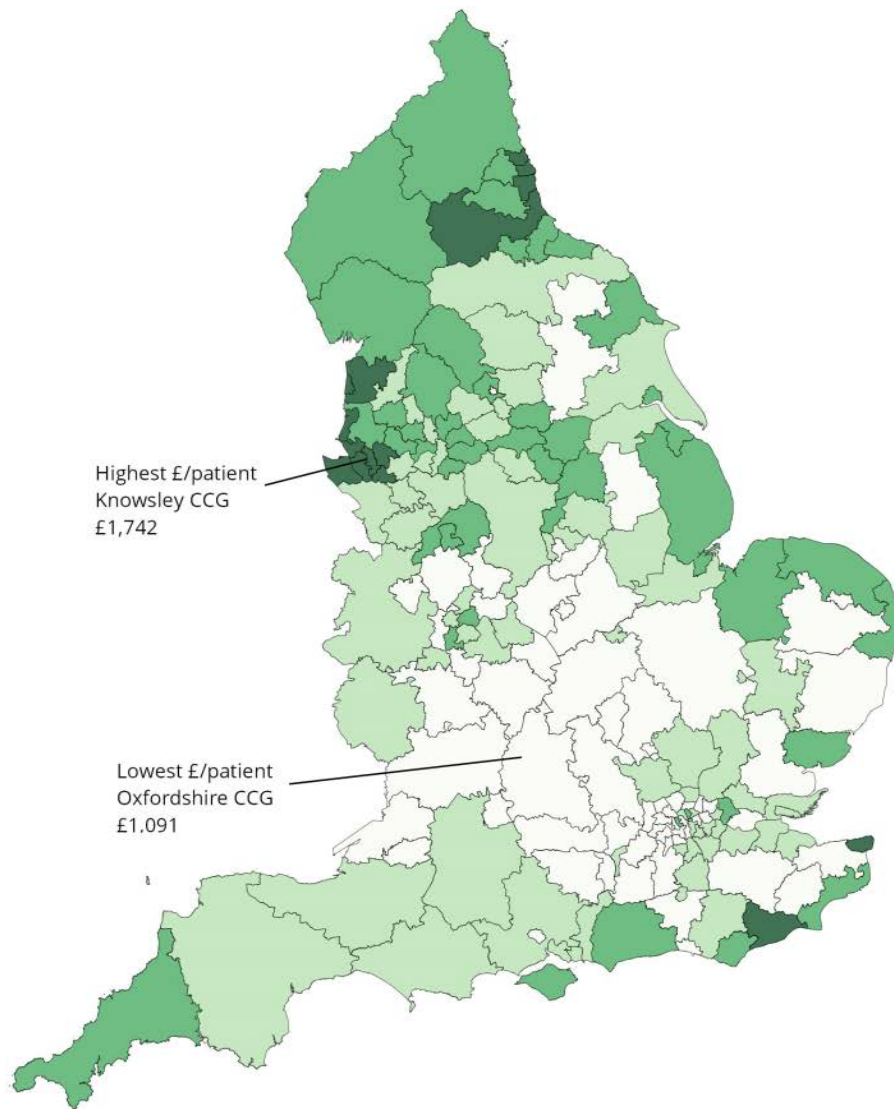 Highest £/patient
Knowsley CCG
£1,742
Lowest £/patient
Oxfordshire CCG
£1,091